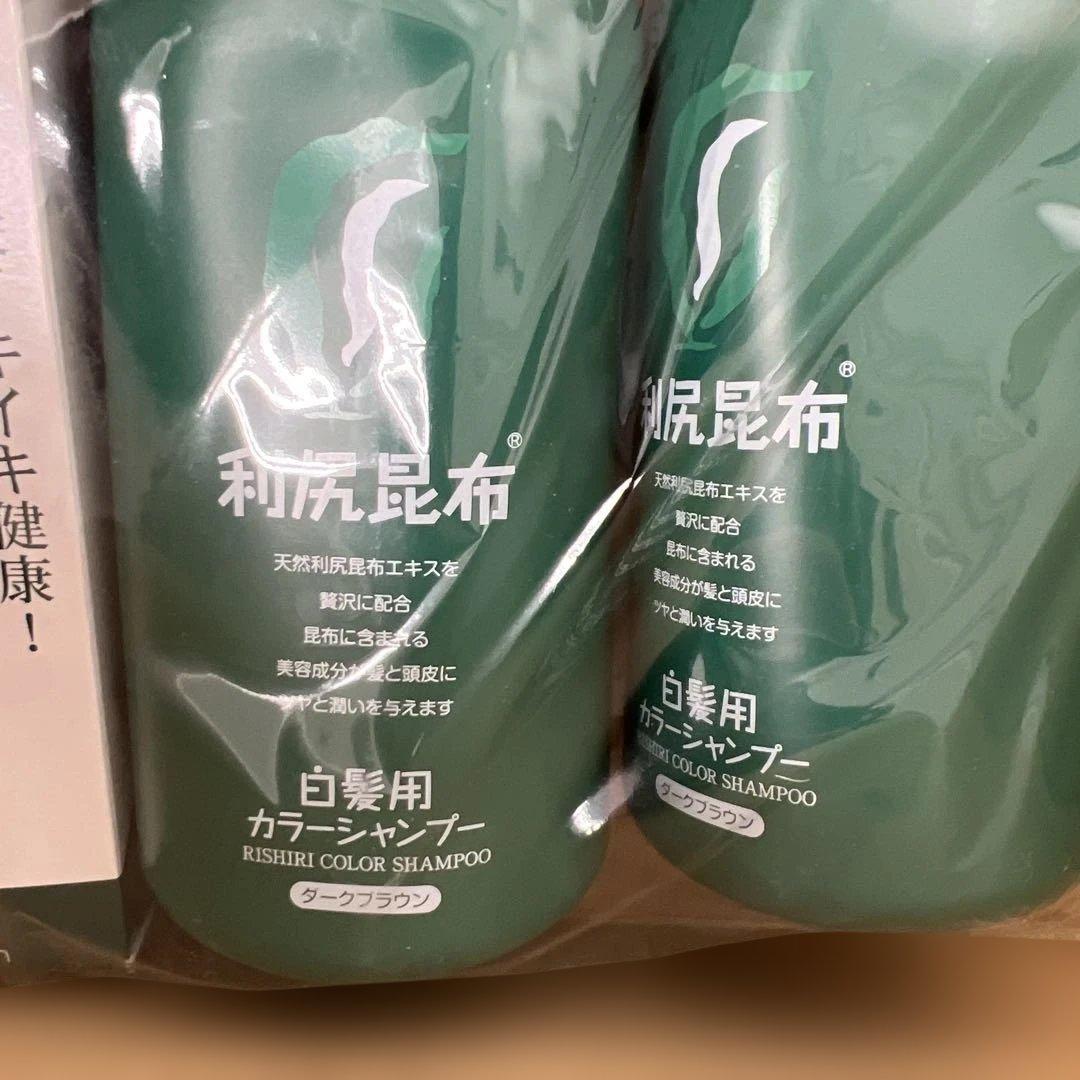 キイキ健
康！
利尻昆布®
天然利尻昆布エキスを
贅沢に配合
昆布に含まれる
美容成分が髪と頭皮に
ツヤと潤いを与えます
白髪用
カラーシャンプー
RISHIRI COLOR SHAMPOO
ダークブラウン
利尻昆布®
天然利尻昆布エキスを
贅沢に配合
昆布に含まれる
美容成分が髪と頭皮に
ツヤと潤いを与えます
白髪用
カラーシャンプー
RISHIRI COLOR SHAMPOO
ダークブラウン